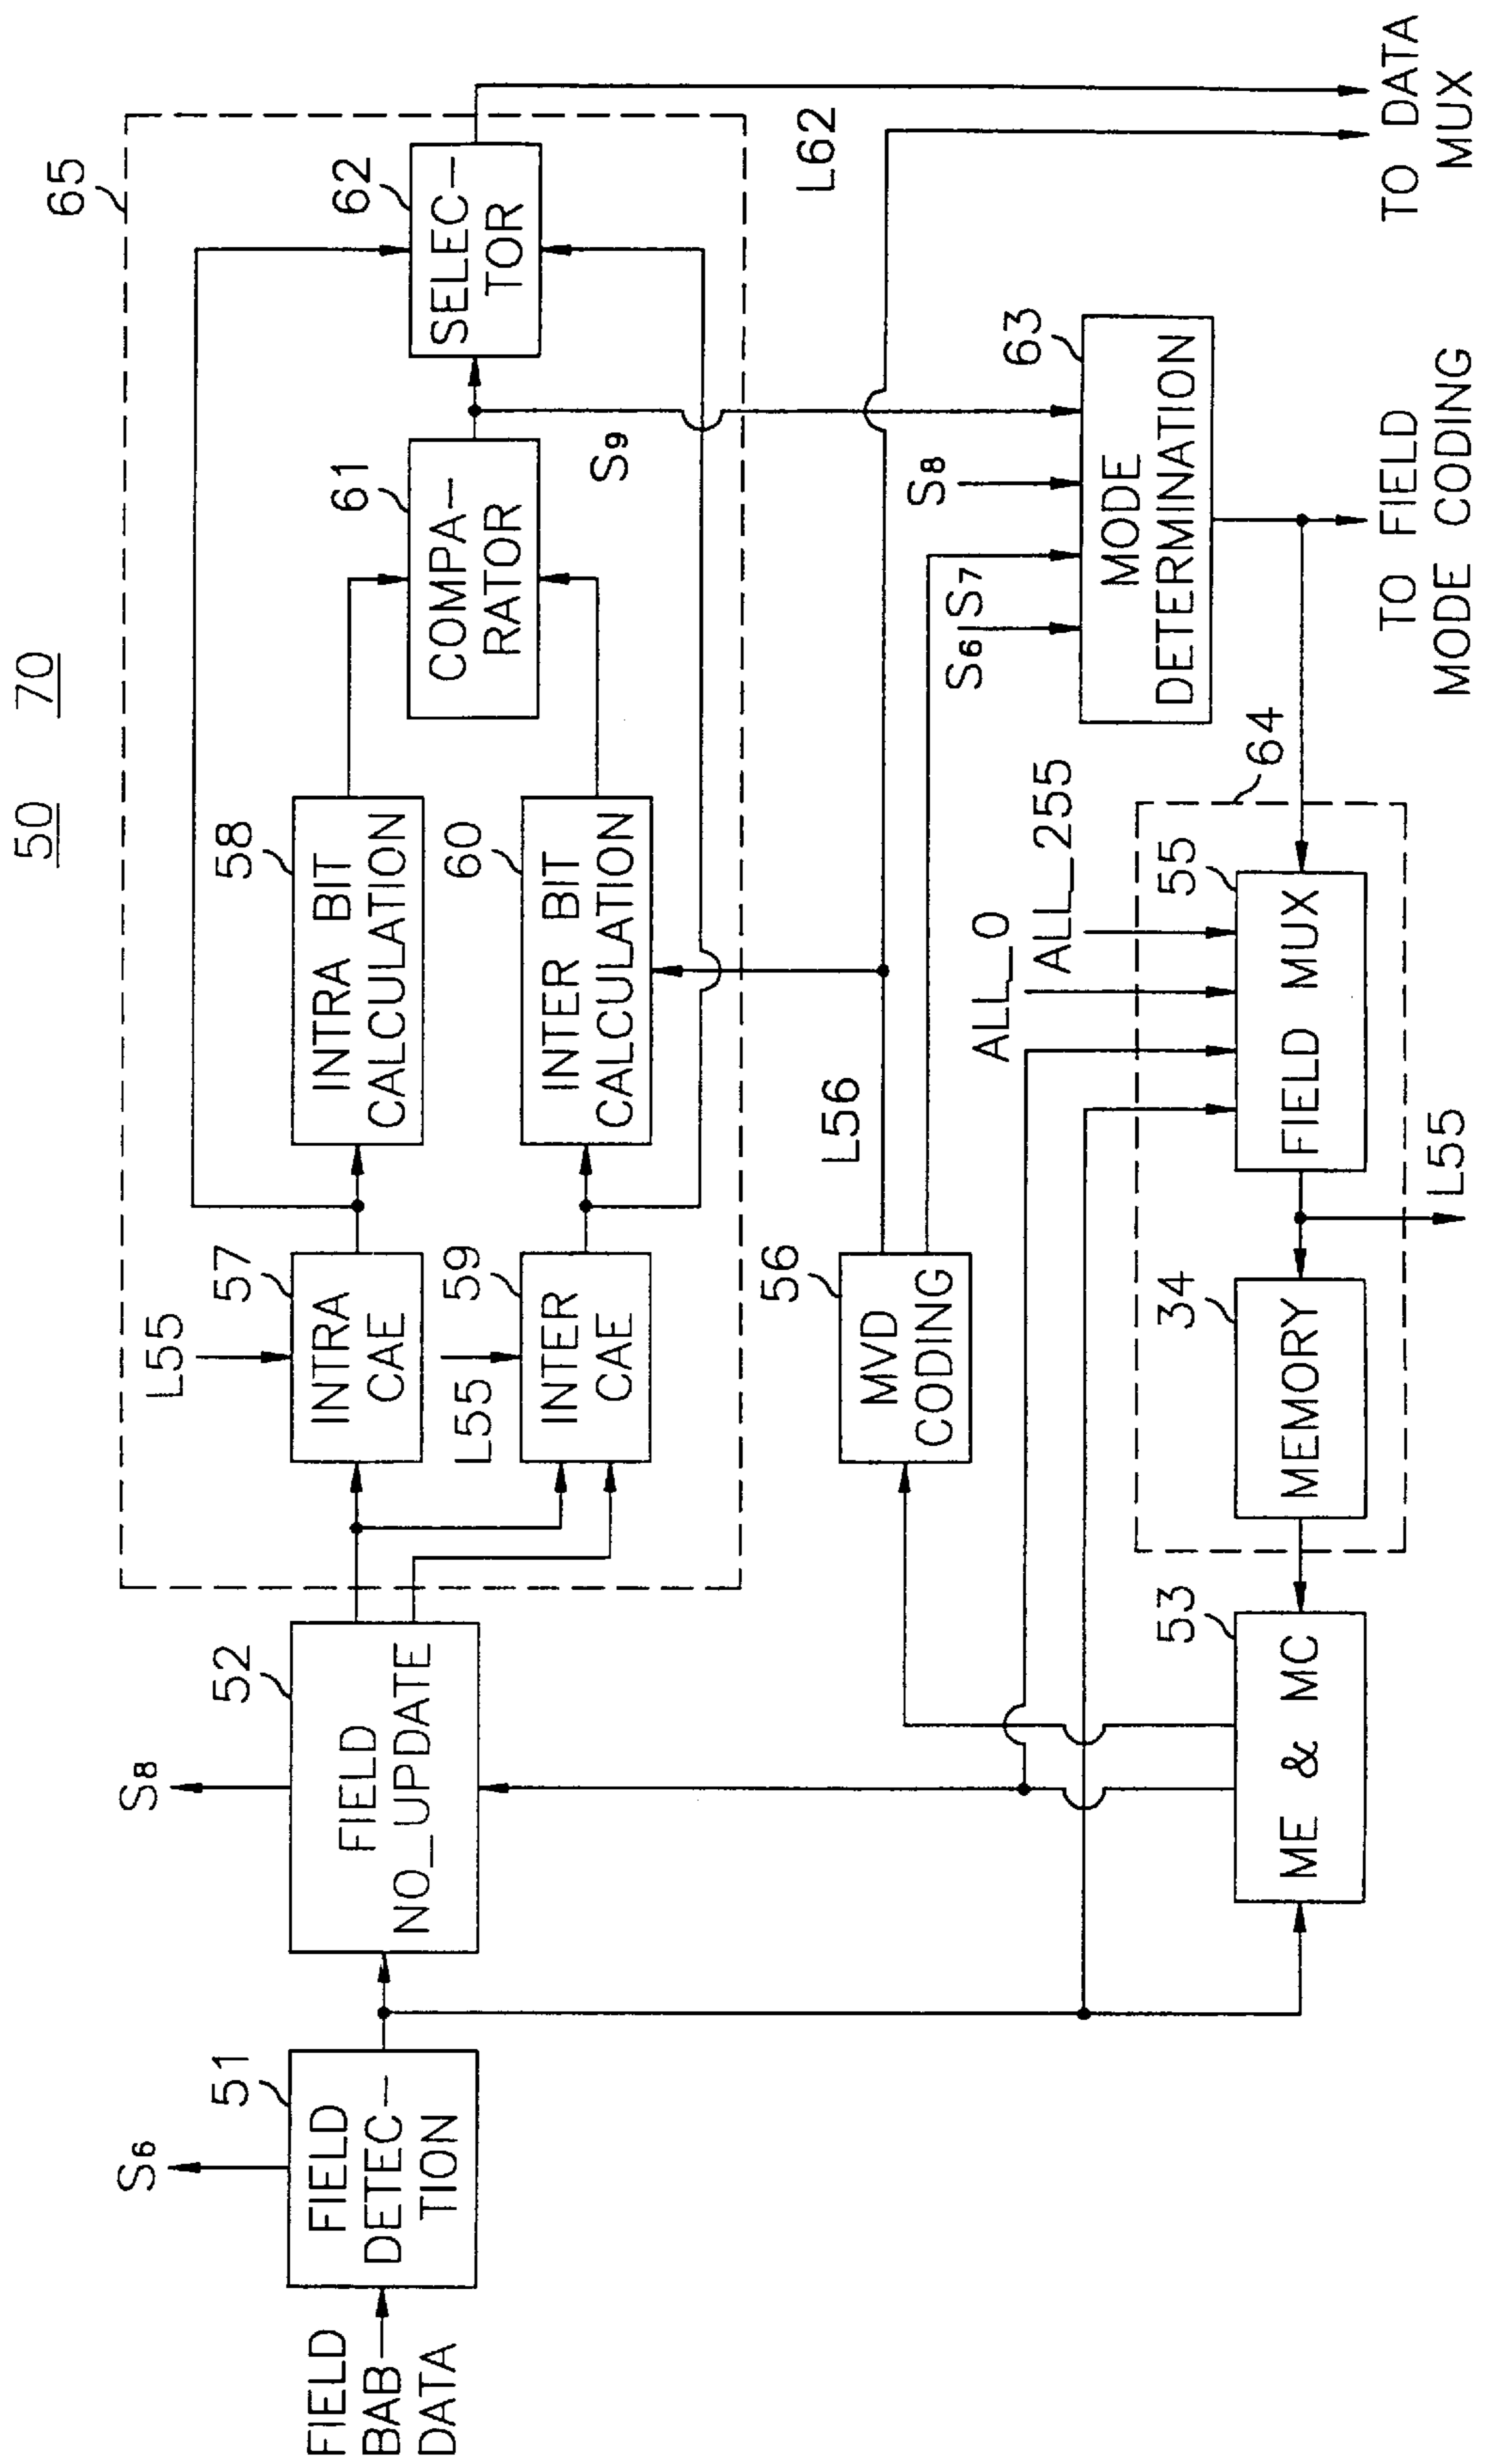 50 70
65
S8
S6
52
51
L55
57
58
61
62
FIELD
BAB
DATA
FIELD
DETEC-
TION
FIELD
NO_UPDATE
INTRA
CAE
INTRA BIT
CALCULATION
COMPA-
RATOR
SELEC-
TOR
L55
59
60
S9
INTER
CAE
INTER BIT
CALCULATION
56
L56
L62
MVD
CODING
S8
S6
S7
63
MODE
DETERMINATION
ALL_0
ALL_255
64
53
34
55
ME & MC
MEMORY
FIELD MUX
L55
TO FIELD
MODE CODING
TO DATA
MUX